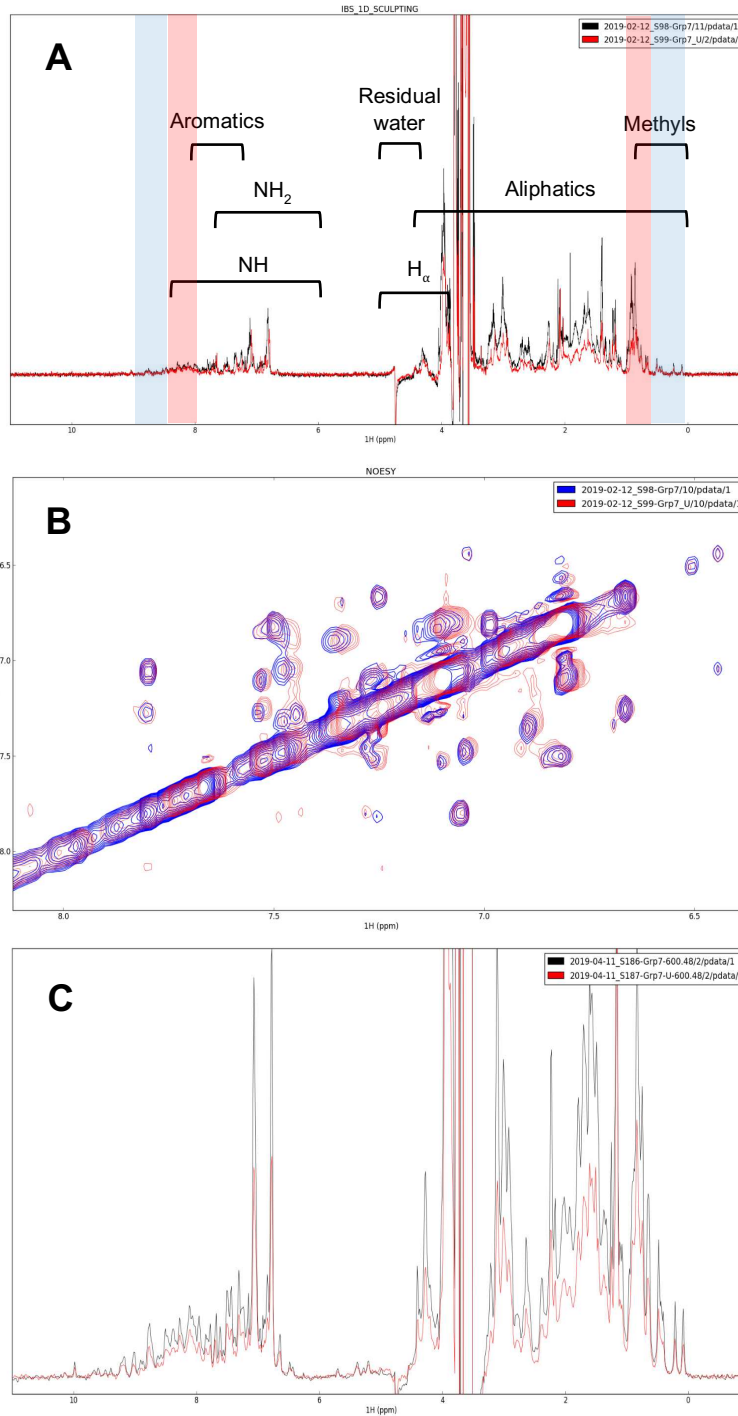 IBS_1D_SCULPTING
A
2019-02-12_S98-Grp7/11/pdata/1
2019-02-12_S99-Grp7_U/2/pdata/
Aromatics
Residual
water
Methyls
NH2
Aliphatics
NH
Hα
10
8
6
4
2
0
1H (ppm)
NOESY
B
2019-02-12_S98-Grp7/10/pdata/1
2019-02-12_S99-Grp7_U/10/pdata/
6.5
7.0
7.5
8.0
8.0
7.5
7.0
6.5
1H (ppm)
C
2019-04-11_S186-Grp7-600.48/2/pdata/1
2019-04-11_S187-Grp7-U-600.48/2/pdata/
10
8
6
4
2
0
1H (ppm)